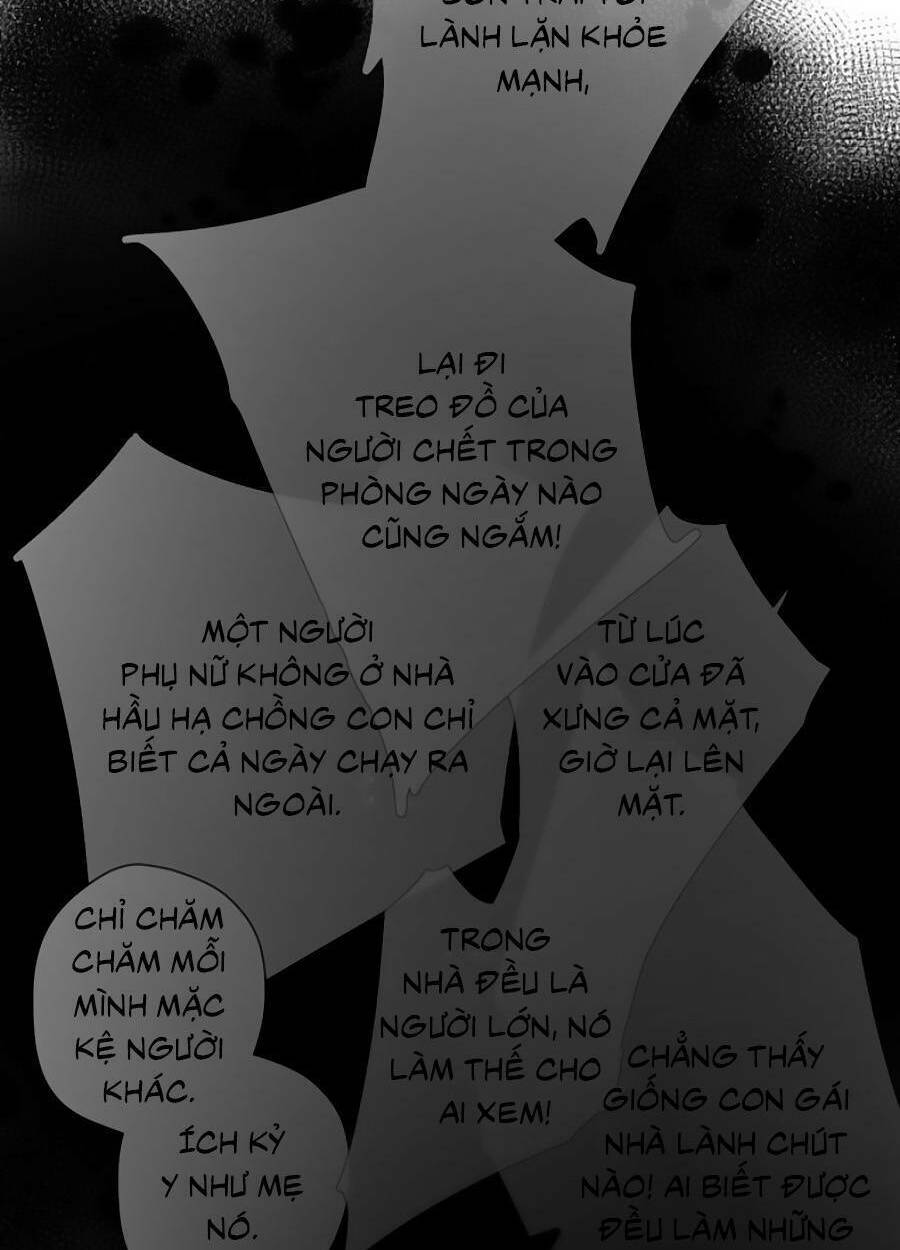 CON TRAI TÔI
LÀNH LẶN KHỎE
MẠNH,
LẠI ĐI
TREO ĐỒ CỦA
NGƯỜI CHẾT TRONG
PHÒNG NGÀY NÀO
CŨNG NGẮM!
MỘT NGƯỜI
PHỤ NỮ KHÔNG Ở NHÀ
HẦU HẠ CHỒNG CON CHỈ
BIẾT CẢ NGÀY CHẠY RA
NGOÀI.
TỪ LÚC
VÀO CỬA ĐÃ
XƯNG CẢ MẶT,
GIỜ LẠI LÊN
MẶT.
CHỈ CHĂM
CHĂM MỖI
MÌNH MẶC
KỆ NGƯỜI
KHÁC.
ÍCH KỶ
Y NHƯ MẸ
NÓ.
TRONG
NHÀ ĐỀU LÀ
NGƯỜI LỚN, NÓ
LÀM THẾ CHO
AI XEM!
CHẲNG THẤY
GIỐNG CON GÁI
NHÀ LÀNH CHÚT
NÀO! AI BIẾT ĐƯỢC
ĐỀU LÀM NHỮNG